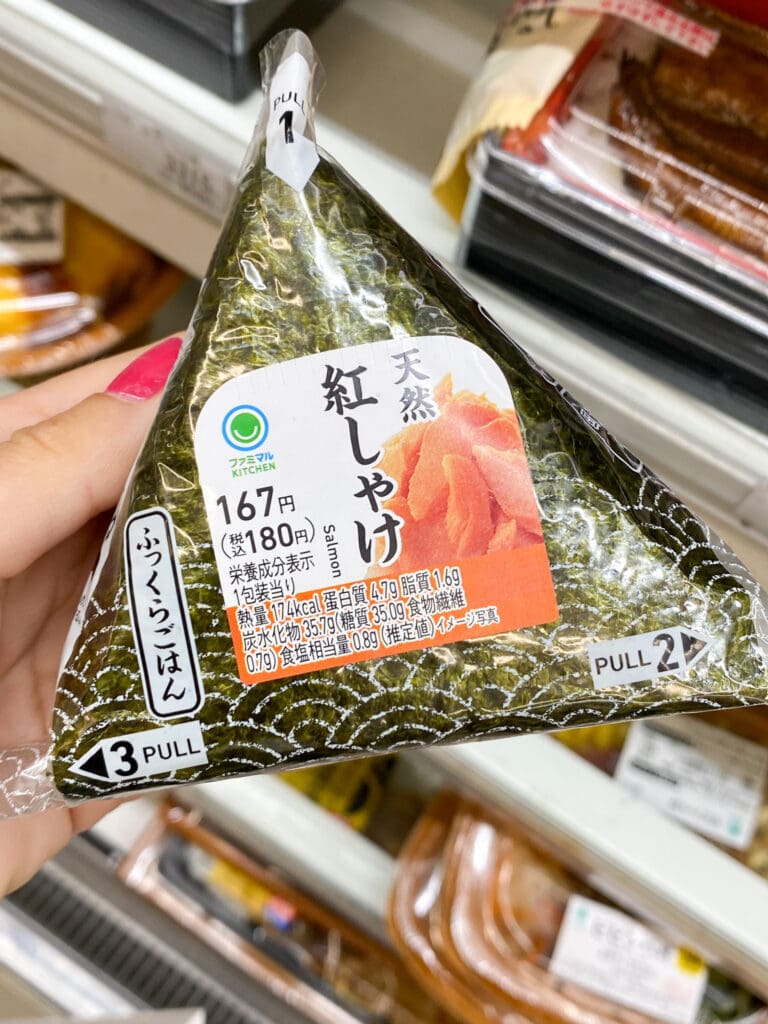 PULL
1
天然
紅しゃけ
Salmon
ファミマル
KITCHEN
167円
(税込180円)
栄養成分表示
1包装当り
熱量174kcal 蛋白質4.7g 脂質1.6g
炭水化物35.7g(糖質35.0g 食物繊維
0.7g) 食塩相当量0.8g (推定値) イメージ写真
ふっくらごはん
PULL 2
3 PULL